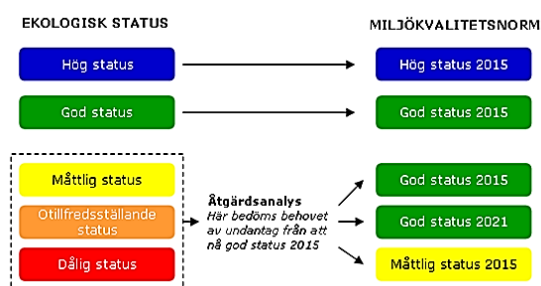 EKOLOGISK STATUS
MILJÖKVALITETSNORM
Hög status
Hög status 2015
God status
God status 2015
Måttlig status
Otillfredsställande
status
Dålig status
Åtgärdsanalys
Här bedöms behovet
av undantag från att
nå god status 2015
God status 2015
God status 2021
Måttlig status 2015